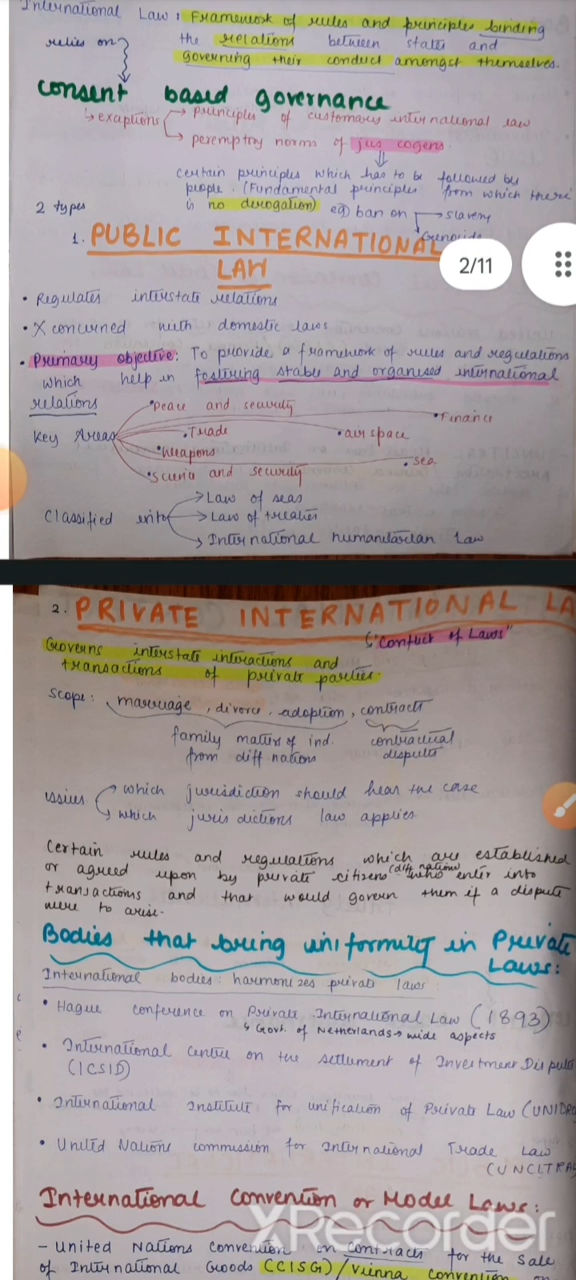 International Law: Framework of rules and principles binding
relies on the relations between states and
governing their conduct amongst themselves.
consent based governance
↳ exceptions → principles of customary international law
→ peremptory norms of jus cogens
certain principles which has to be followed by
people. (Fundamental principles from which there
is no derogation) eg) ban on → slavery
2 types
→ Genocide
1. PUBLIC INTERNATIONAL
LAW
2/11
• Regulates interstate relations
• X concerned with domestic laws
• Primary objective: To provide a framework of rules and regulations
which help in fostering stable and organised international
relations
Key Areas
• Peace and security
• Finance
• Trade
• air space
• Weapons
• sea
• Science and security
Classified into
→ Law of seas
→ Law of treaties
→ International humanitarian Law
2. PRIVATE INTERNATIONAL LA
("Conflict of Laws"
Governs interstate interactions and
transactions of private parties.
Scope: marriage, divorce, adoption, contracts
family matters of ind. contractual
from diff nations disputes
issues → which jurisdiction should hear the case
→ which jurisdictions law applies
Certain rules and regulations which are established
or agreed upon by private citizens (diff nations) who enter into
transactions and that would govern them if a dispute
were to arise.
Bodies that bring uniformity in Private
Laws:
International bodies: harmonizes private laws:
• Hague conference on Private International Law (1893)
↳ Govt. of Netherlands → wide aspects
• International centre on the settlement of Investment Dispute
(ICSID)
• International Institute for unification of Private Law (UNIDRO
• United Nations commission for International Trade Law
(UNCITRAL
International Convention or Model Laws:
- United Nations convention on contracts for the sale
of International Goods (CCISG)/Vienna convention
XRecorder